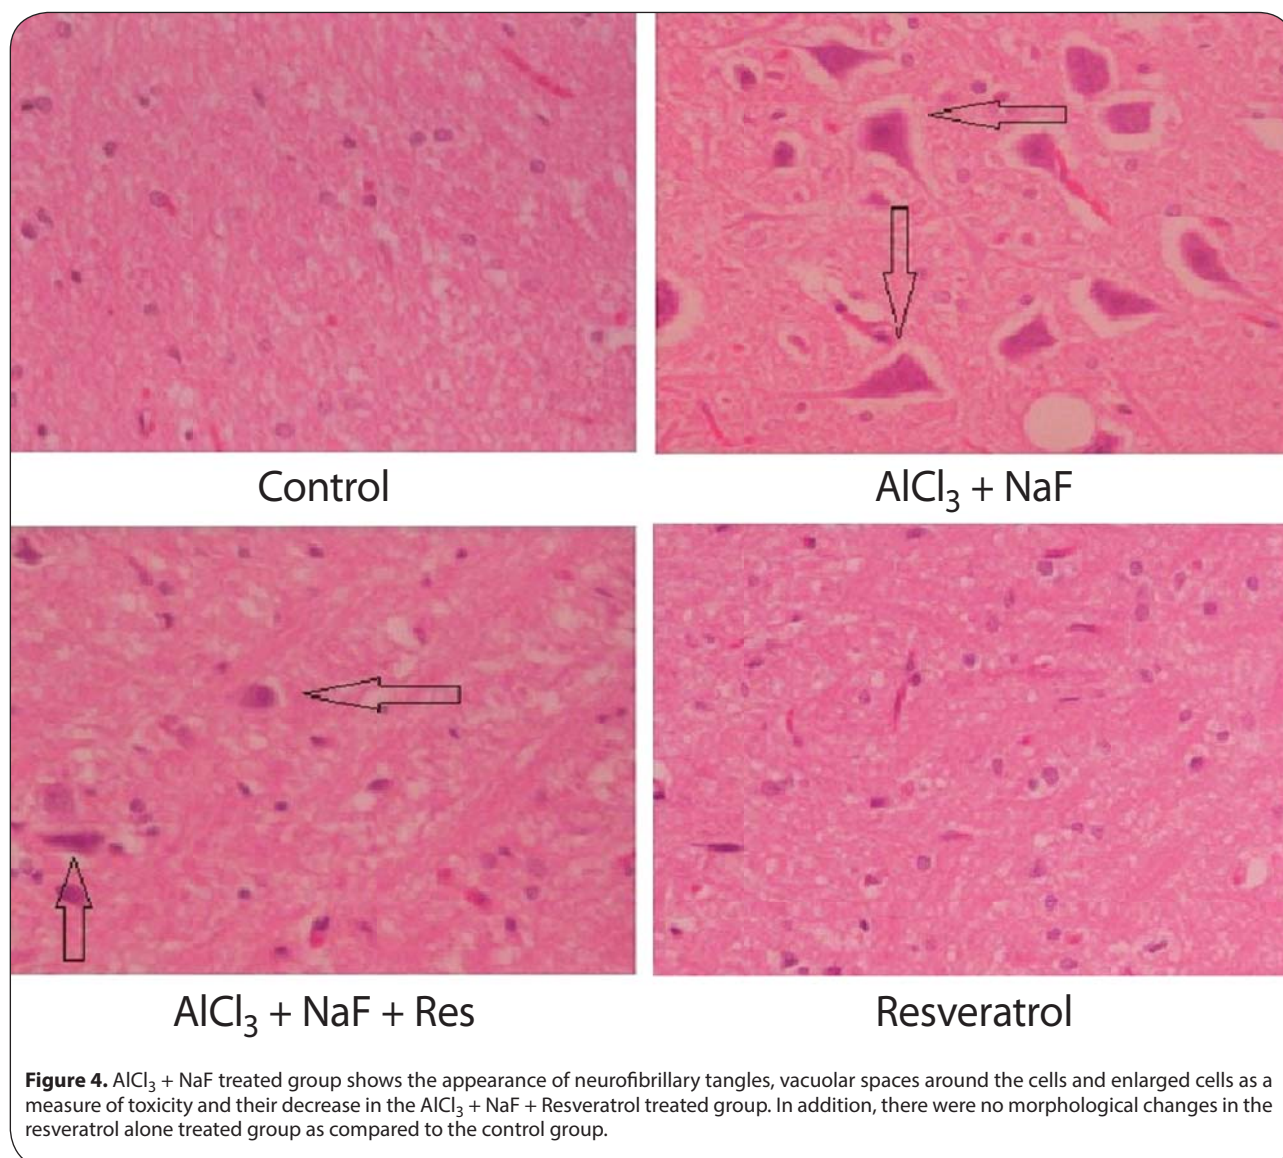 Control
AlCl₃ + NaF
AlCl₃ + NaF + Res
Resveratrol
Figure 4. AlCl₃ + NaF treated group shows the appearance of neurofibrillary tangles, vacuolar spaces around the cells and enlarged cells as a
measure of toxicity and their decrease in the AlCl₃ + NaF + Resveratrol treated group. In addition, there were no morphological changes in the
resveratrol alone treated group as compared to the control group.